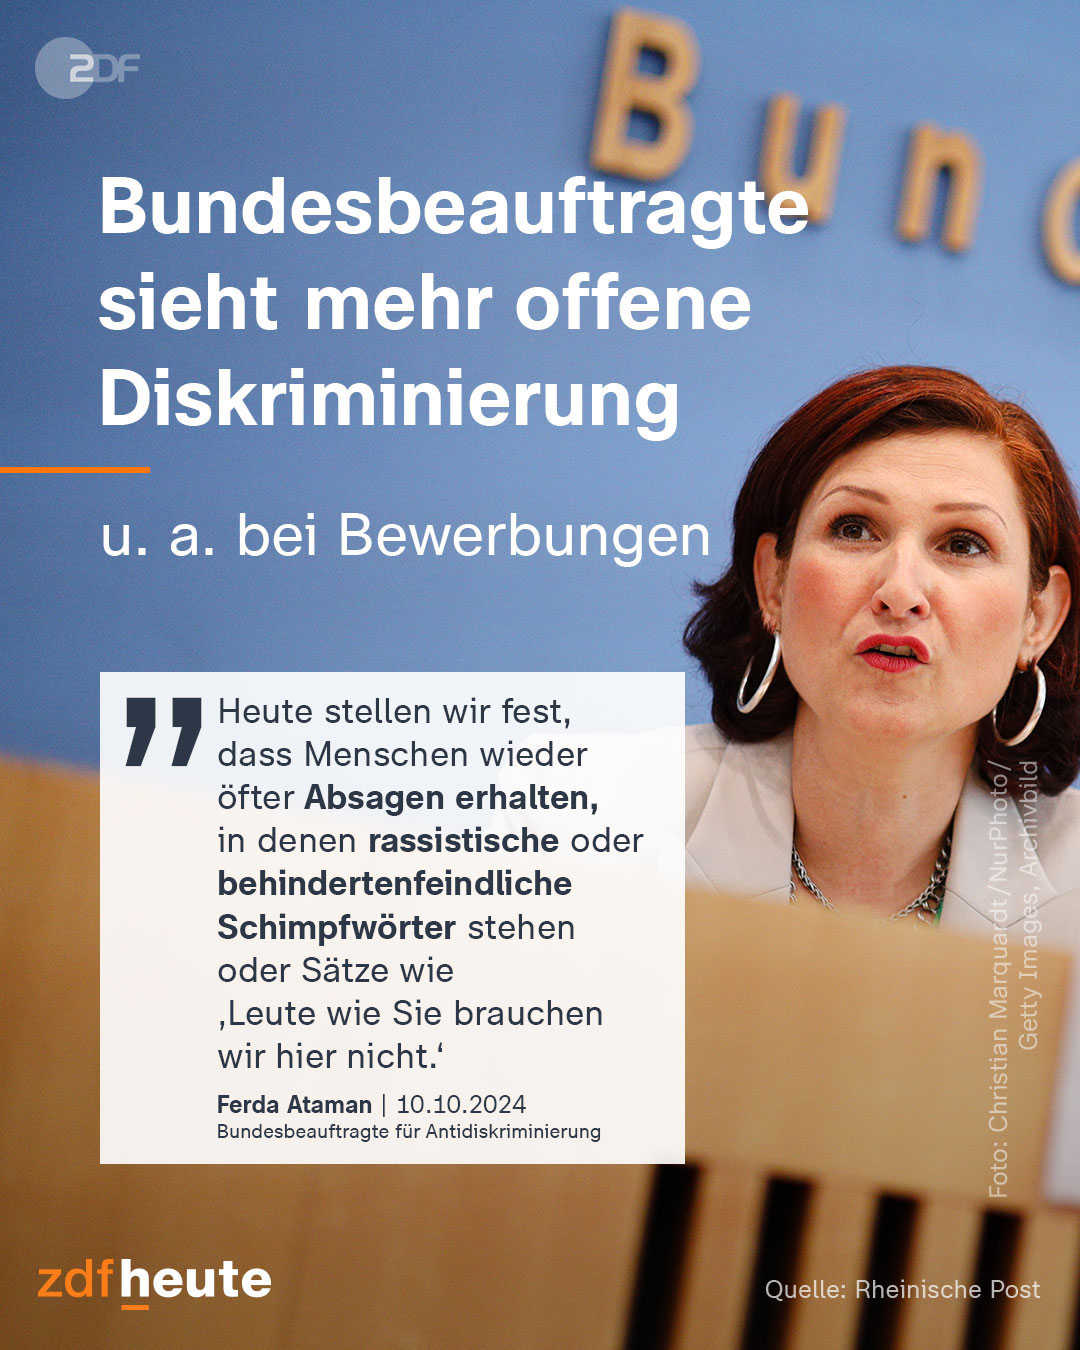 ZDF
Bund
Bundesbeauftragte
sieht mehr offene
Diskriminierung
u. a. bei Bewerbungen
” Heute stellen wir fest,
dass Menschen wieder
öfter Absagen erhalten,
in denen rassistische oder
behindertenfeindliche
Schimpfwörter stehen
oder Sätze wie
‚Leute wie Sie brauchen
wir hier nicht.‘
Ferda Ataman | 10.10.2024
Bundesbeauftragte für Antidiskriminierung
Foto: Christian Marquardt/NurPhoto/
Getty Images, Archivbild
zdfheute
Quelle: Rheinische Post